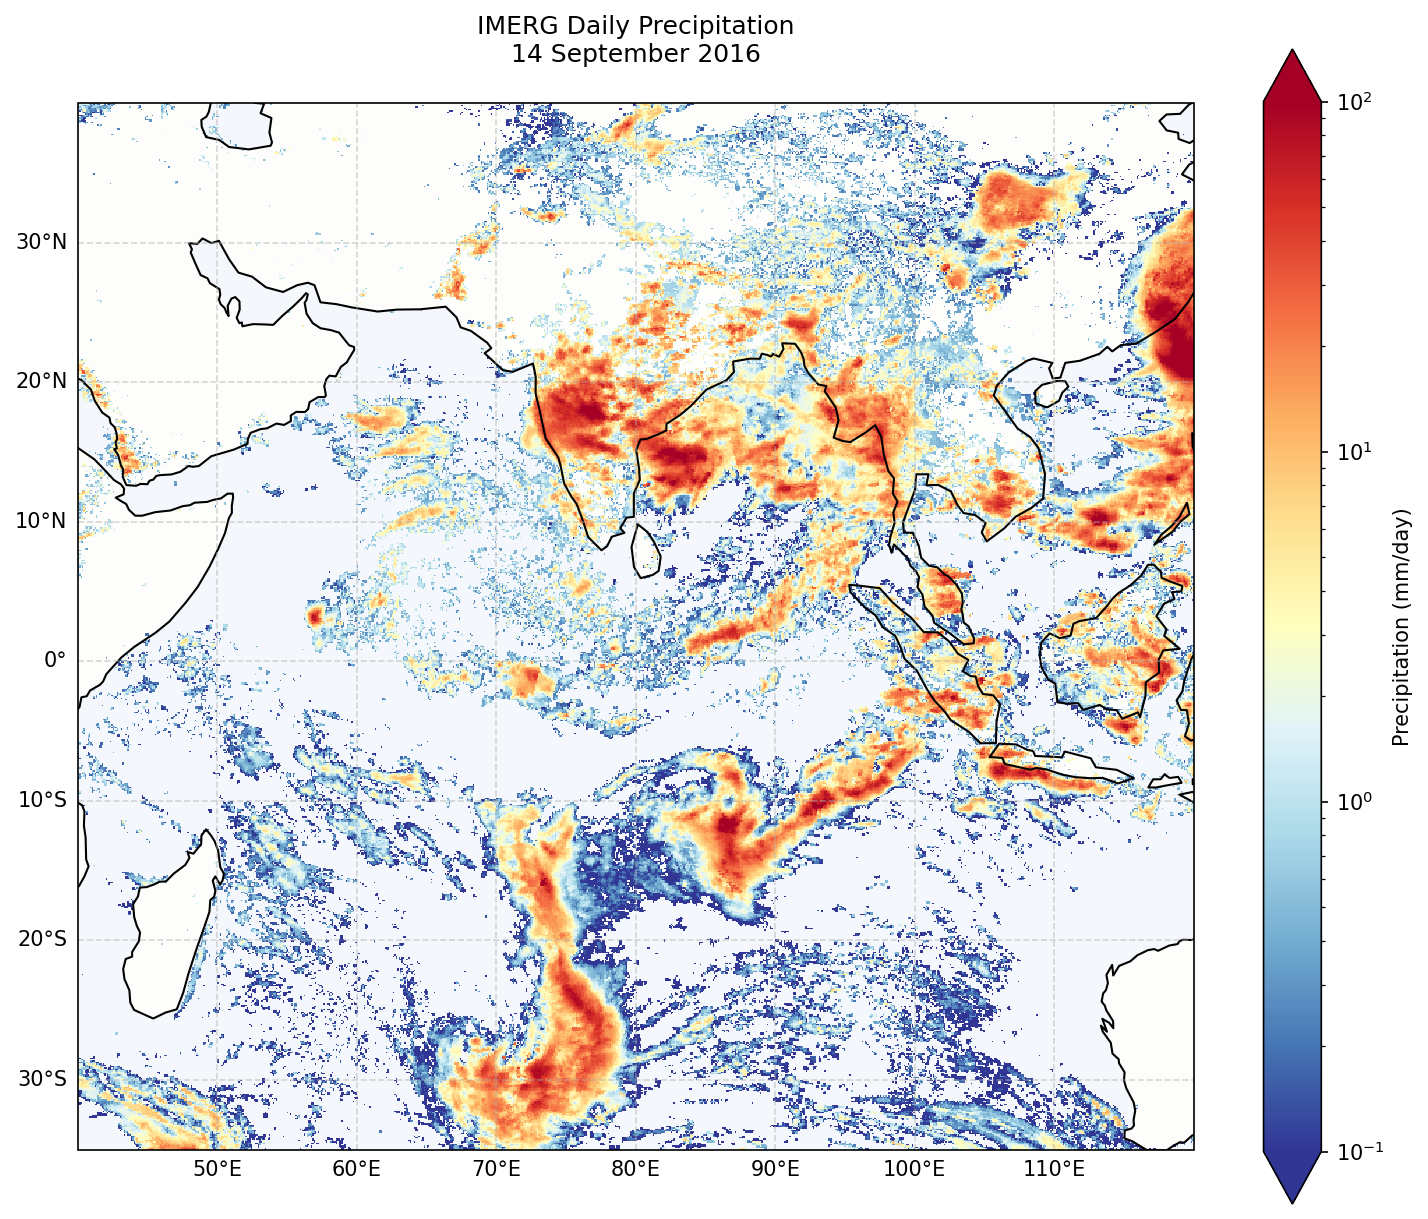 IMERG Daily Precipitation
14 September 2016
30°N
20°N
10°N
0°
10°S
20°S
30°S
50°E
60°E
70°E
80°E
90°E
100°E
110°E
10²
10¹
10⁰
10⁻¹
Precipitation (mm/day)